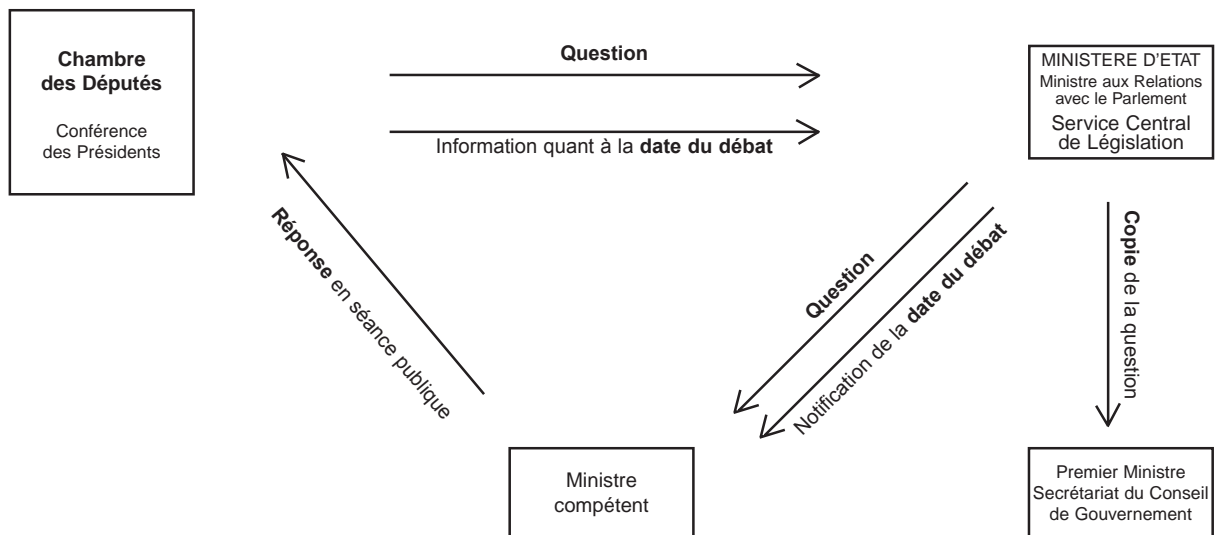 Chambre
des Députés
Conférence
des Présidents
Question
Information quant à la date du débat
MINISTERE D'ETAT
Ministre aux Relations
avec le Parlement
Service Central
de Législation
Réponse en séance publique
Question
Notification de la date du débat
Copie de la question
Ministre
compétent
Premier Ministre
Secrétariat du Conseil
de Gouvernement